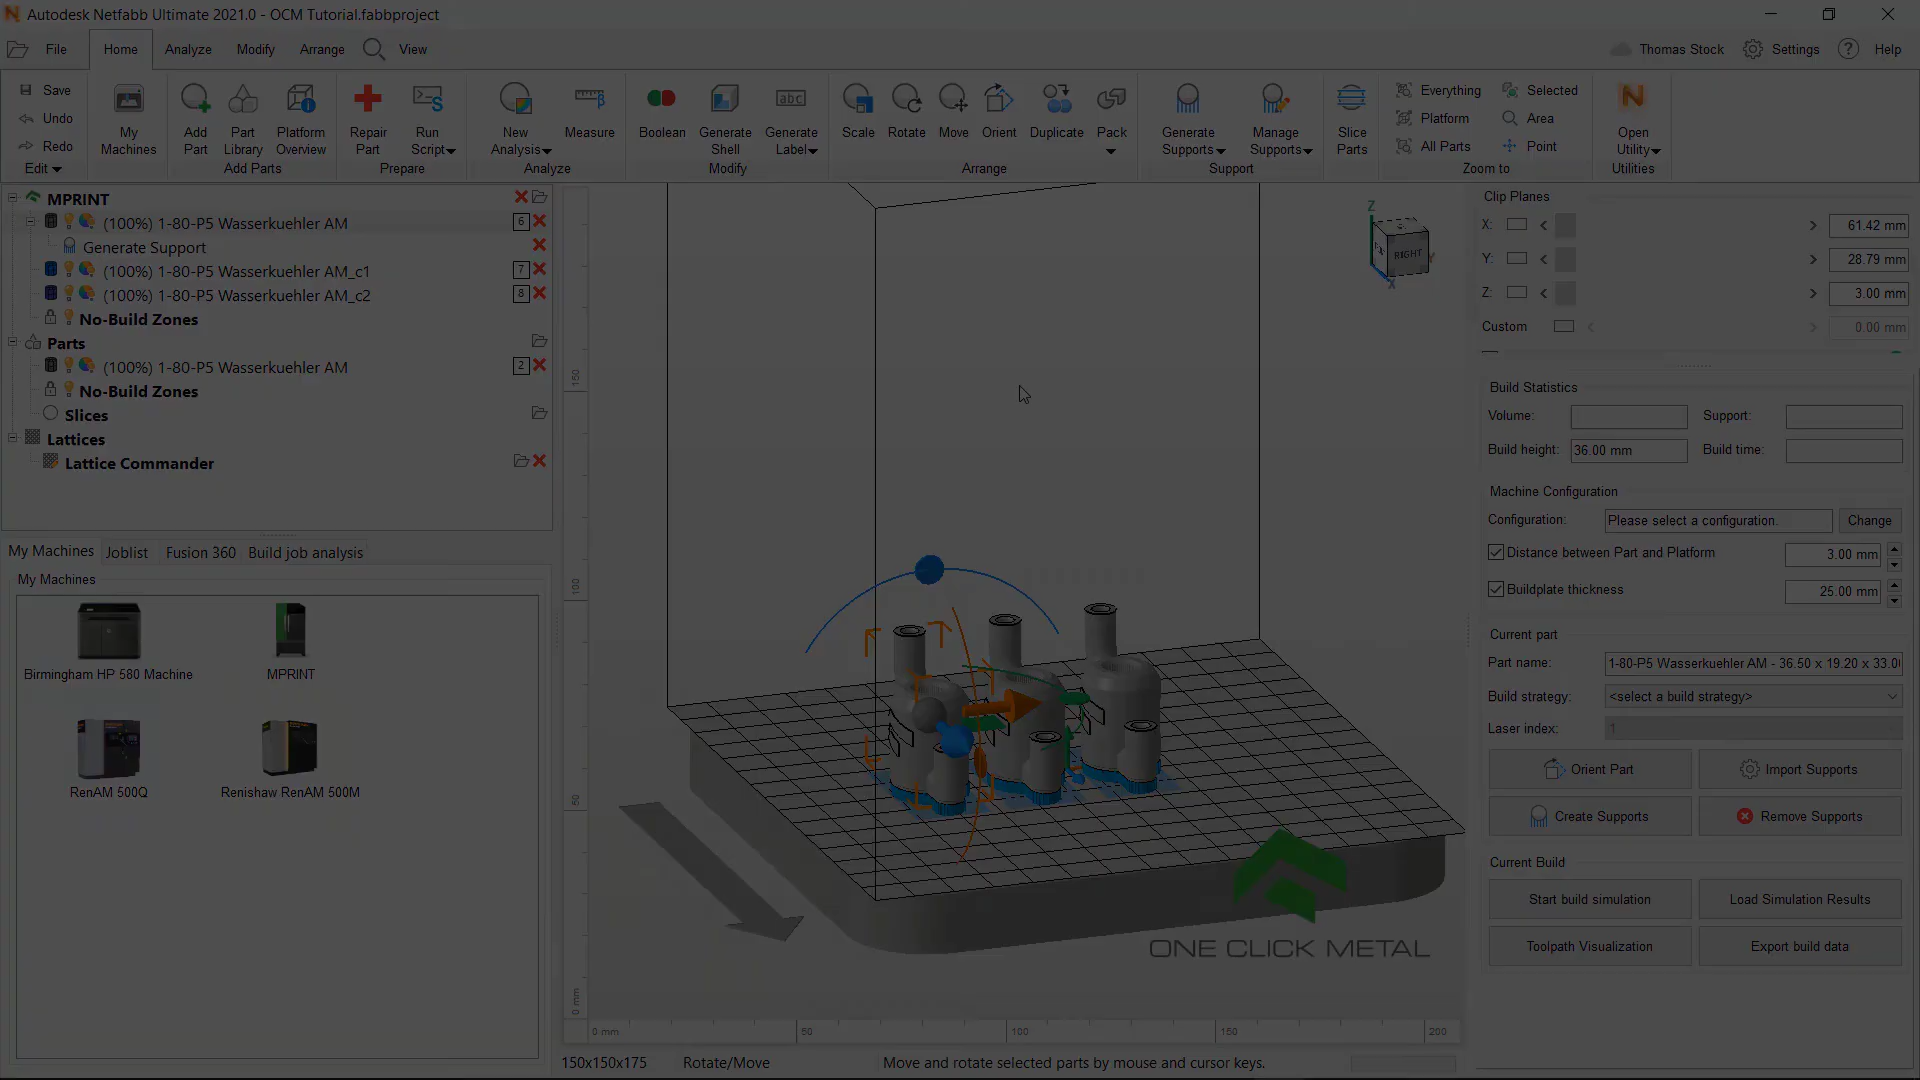 Autodesk Netfabb Ultimate 2021.0 - OCM Tutorial.fabbproject
File Home Analyze Modify Arrange View Thomas Stock Settings Help
Save
Undo
Redo
Edit
My Machines
Add Part
Part Library
Platform Overview
Add Parts
Repair Part
Run Script
Prepare
New Analysis
Measure
Analyze
Boolean
Generate Shell
Generate Label
Modify
Scale
Rotate
Move
Orient
Duplicate
Pack
Arrange
Generate Supports
Manage Supports
Support
Slice Parts
Everything
Platform
All Parts
Selected
Area
Point
Zoom to
Open Utility
Utilities
MPRINT
(100%) 1-80-P5 Wasserkuehler AM 6
Generate Support
(100%) 1-80-P5 Wasserkuehler AM_c1 7
(100%) 1-80-P5 Wasserkuehler AM_c2 8
No-Build Zones
Parts
(100%) 1-80-P5 Wasserkuehler AM 2
No-Build Zones
Slices
Lattices
Lattice Commander
My Machines Joblist Fusion 360 Build job analysis
My Machines
Birmingham HP 580 Machine
MPRINT
RenAM 500Q
Renishaw RenAM 500M
150
100
50
0 mm
0 mm 50 100 150 200
Z
RIGHT
X
ONE CLICK METAL
150x150x175 Rotate/Move Move and rotate selected parts by mouse and cursor keys.
Clip Planes
X: < > 61.42 mm
Y: < > 28.79 mm
Z: < > 3.00 mm
Custom < > 0.00 mm
Build Statistics
Volume: Support:
Build height: 36.00 mm Build time:
Machine Configuration
Configuration: Please select a configuration. Change
Distance between Part and Platform 3.00 mm
Buildplate thickness 25.00 mm
Current part
Part name: 1-80-P5 Wasserkuehler AM - 36.50 x 19.20 x 33.0
Build strategy: <select a build strategy>
Laser index: 1
Orient Part Import Supports
Create Supports Remove Supports
Current Build
Start build simulation Load Simulation Results
Toolpath Visualization Export build data